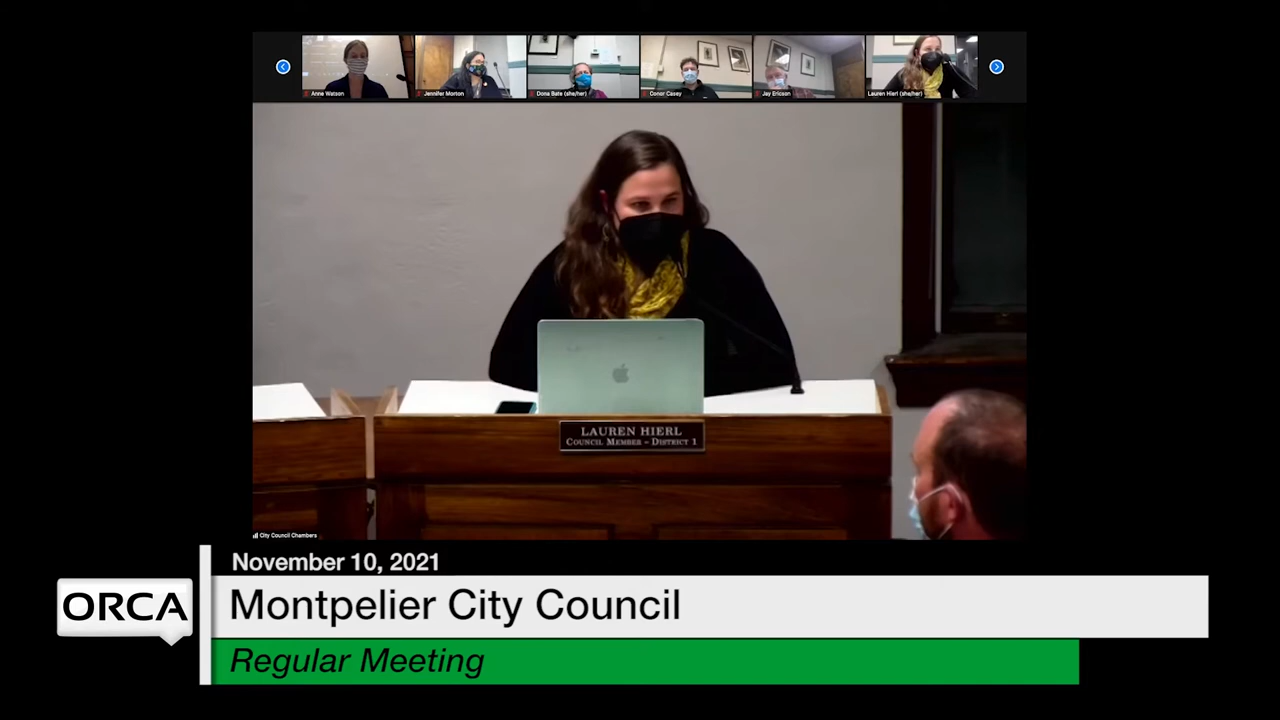 Anne Watson
Jennifer Morton
Dona Bate (she/her)
Conor Casey
Jay Ericson
Lauren Hierl (she/her)
LAUREN HIERL
COUNCIL MEMBER - DISTRICT 1
City Council Chambers
November 10, 2021
ORCA
Montpelier City Council
Regular Meeting